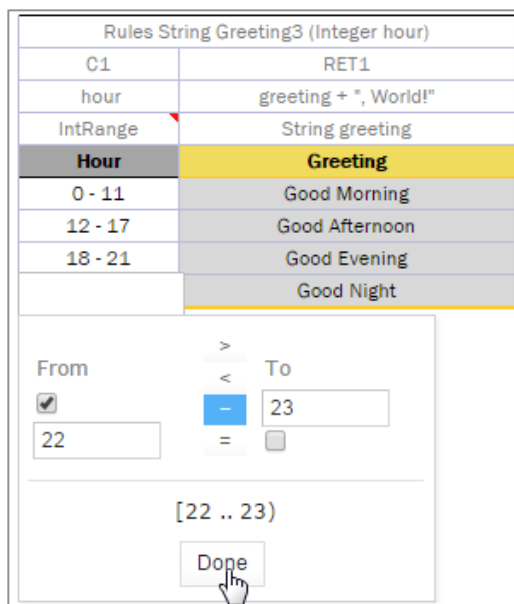 Rules String Greeting3 (Integer hour)
C1 RET1
hour greeting + ", World!"
IntRange String greeting
Hour Greeting
0 - 11 Good Morning
12 - 17 Good Afternoon
18 - 21 Good Evening
Good Night
>
From To
<
–
23
22
=
[22 .. 23)
Done